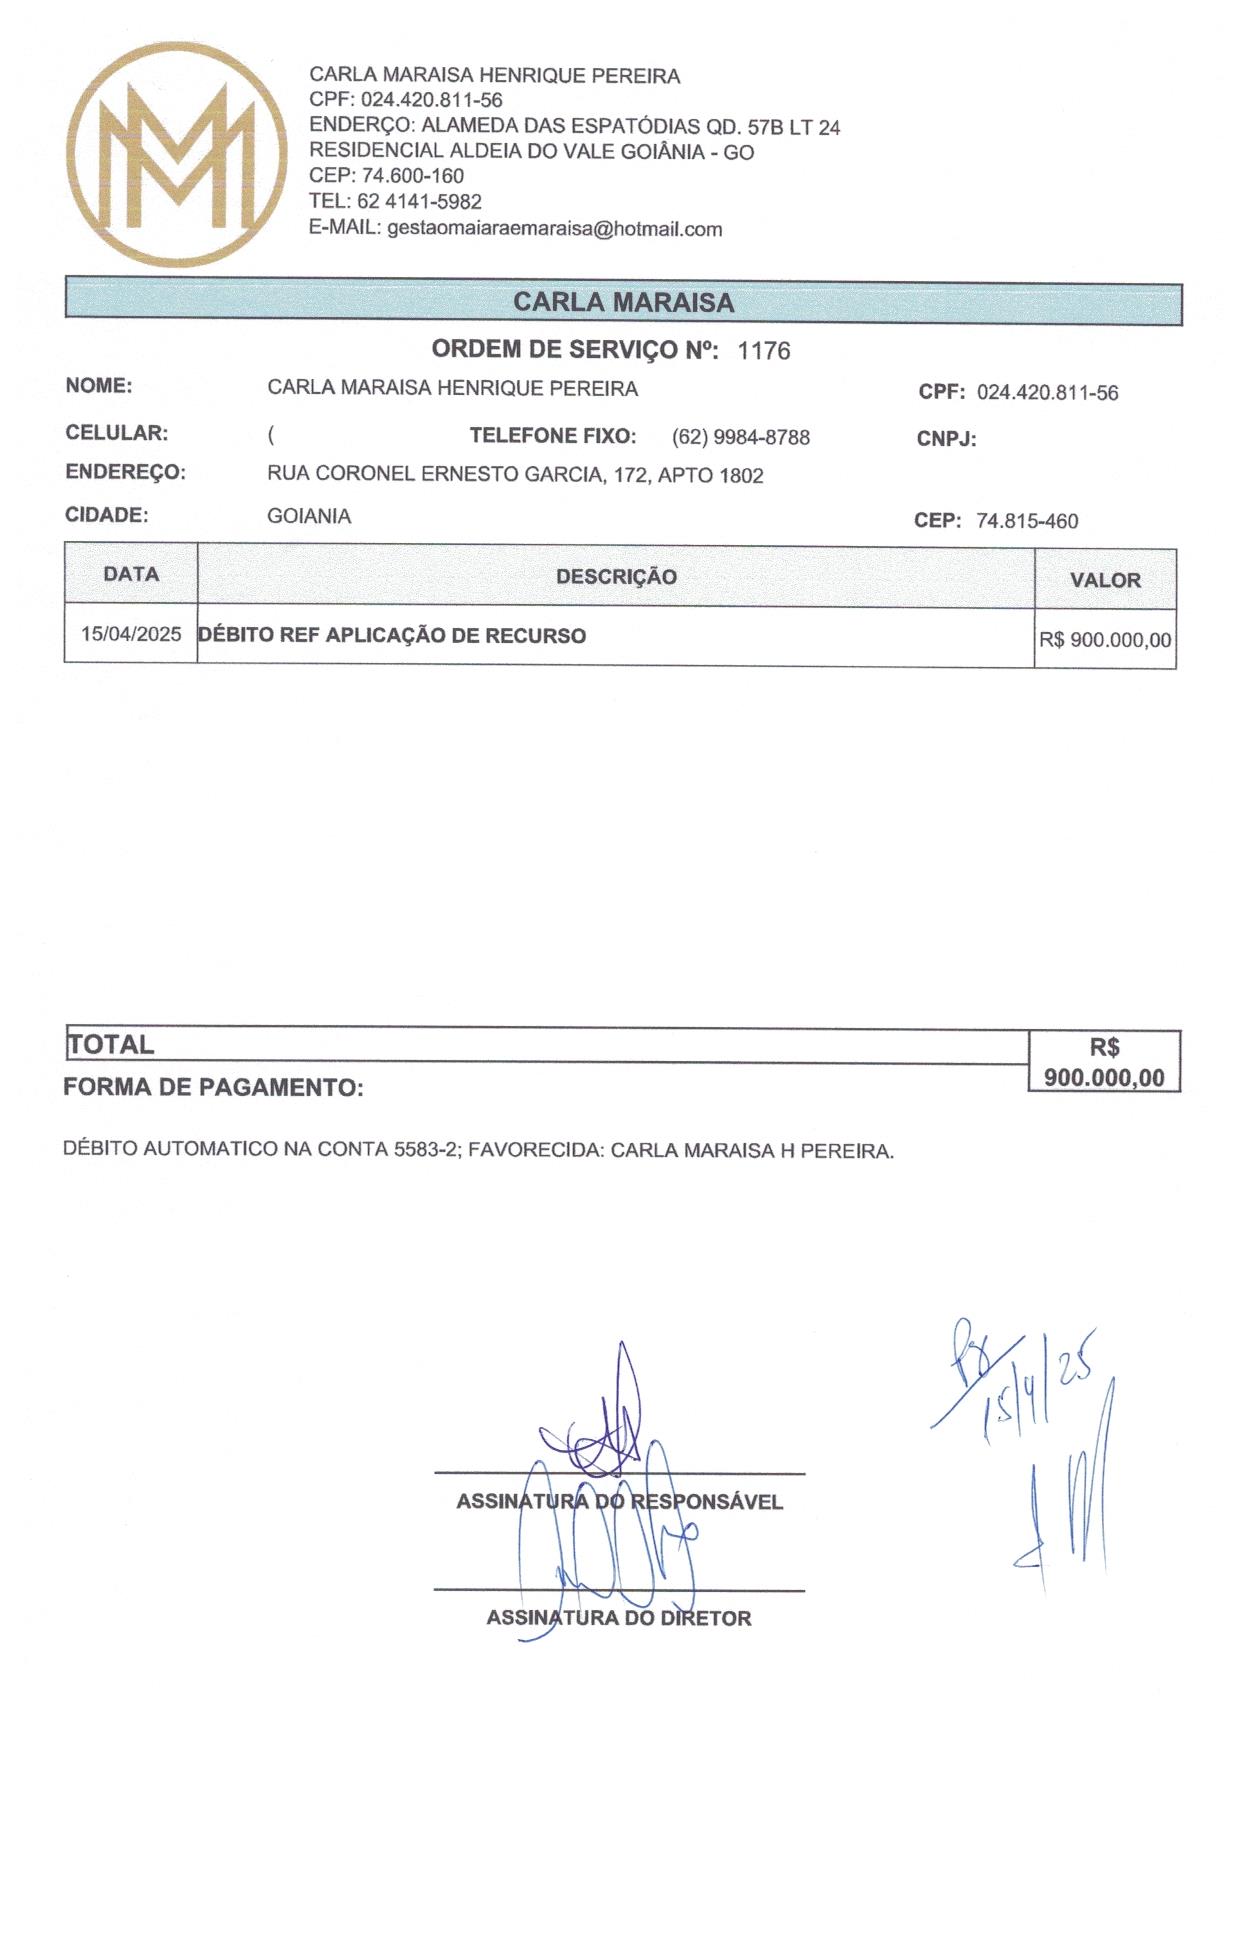 CARLA MARAISA HENRIQUE PEREIRA
CPF: 024.420.811-56
ENDERÇO: ALAMEDA DAS ESPATÓDIAS QD. 57B LT 24
RESIDENCIAL ALDEIA DO VALE GOIÂNIA - GO
CEP: 74.600-160
TEL: 62 4141-5982
E-MAIL: gestaomaiaraemaraisa@hotmail.com
CARLA MARAISA
ORDEM DE SERVIÇO Nº: 1176
NOME: CARLA MARAISA HENRIQUE PEREIRA CPF: 024.420.811-56
CELULAR: ( TELEFONE FIXO: (62) 9984-8788 CNPJ:
ENDEREÇO: RUA CORONEL ERNESTO GARCIA, 172, APTO 1802
CIDADE: GOIANIA CEP: 74.815-460
DATA DESCRIÇÃO VALOR
15/04/2025 DÉBITO REF APLICAÇÃO DE RECURSO R$ 900.000,00
TOTAL R$ 900.000,00
FORMA DE PAGAMENTO:
DÉBITO AUTOMATICO NA CONTA 5583-2; FAVORECIDA: CARLA MARAISA H PEREIRA.
15/4/25
ASSINATURA DO RESPONSÁVEL
ASSINATURA DO DIRETOR